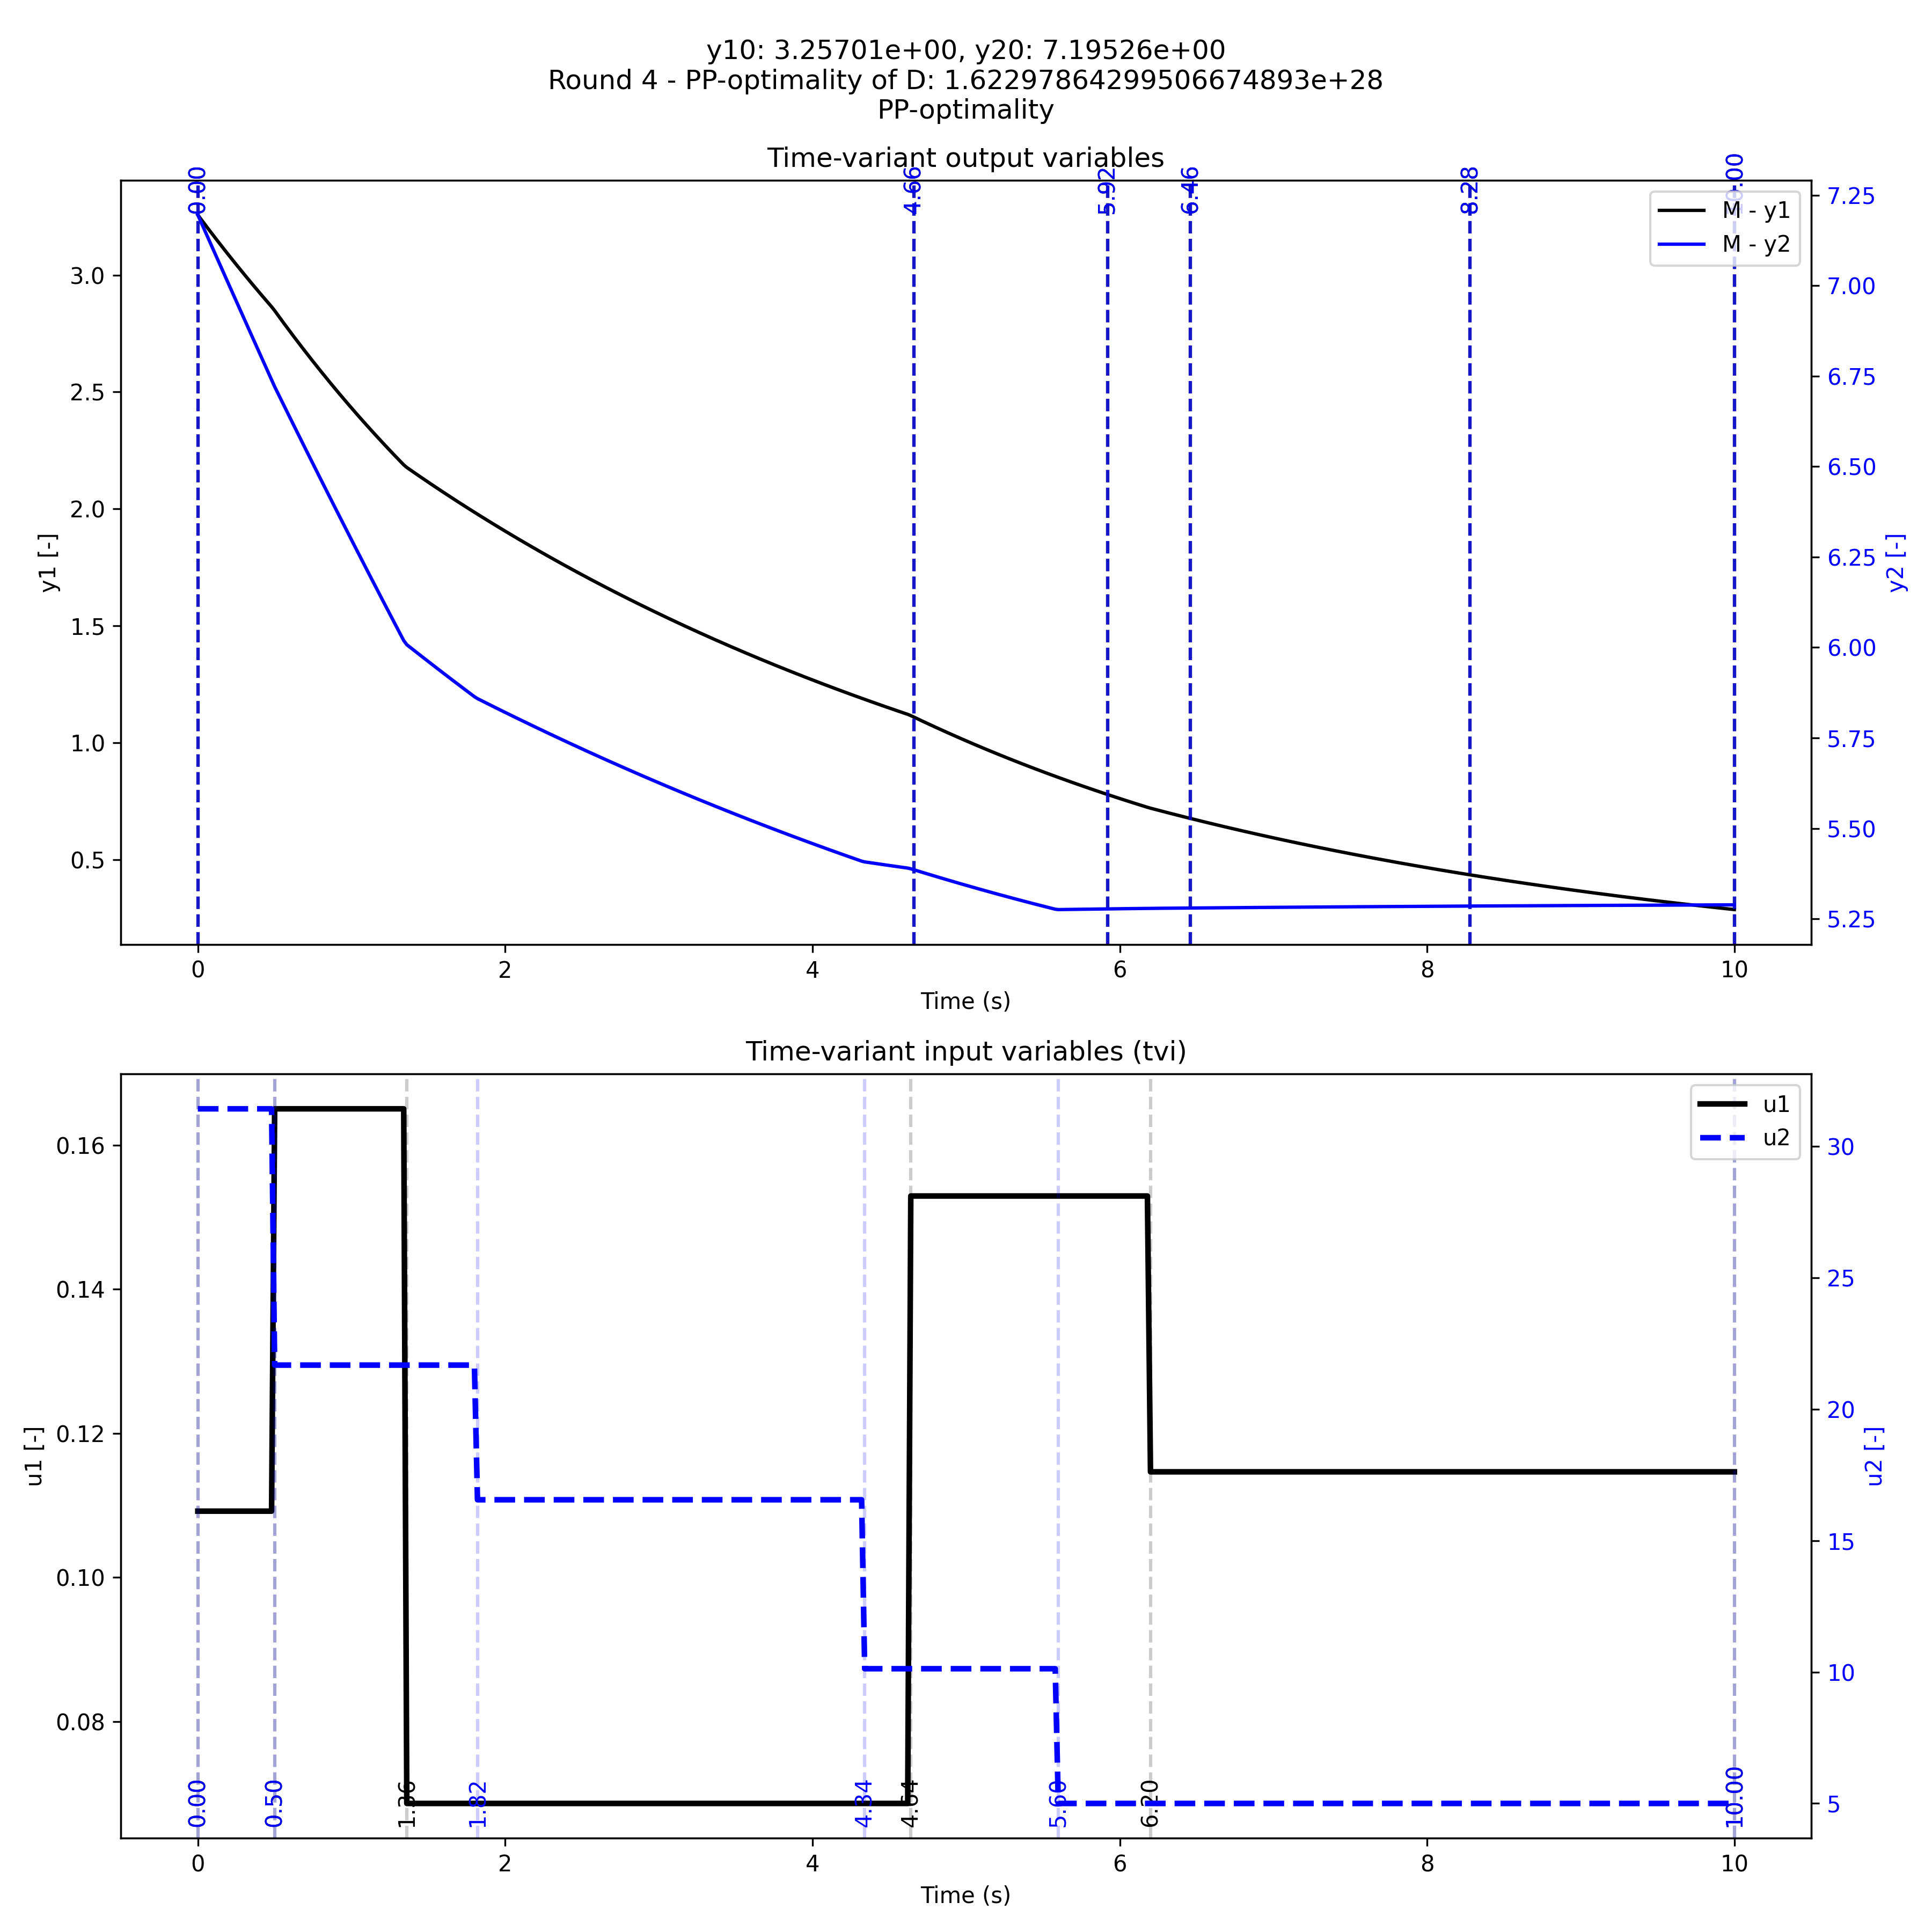 y10: 3.25701e+00, y20: 7.19526e+00
Round 4 - PP-optimality of D: 1.62297864299506674893e+28
PP-optimality
Time-variant output variables
0.00
4.66
5.92
6.46
8.28
M - y1
M - y2
3.0
2.5
2.0
1.5
1.0
0.5
y1 [-]
7.25
7.00
6.75
6.50
6.25
6.00
5.75
5.50
5.25
y2 [-]
0 2 4 6 8 10
Time (s)
Time-variant input variables (tvi)
u1
u2
0.16
0.14
0.12
0.10
0.08
u1 [-]
30
25
20
15
10
5
u2 [-]
0.00
0.50
1.36
1.82
4.34
4.64
5.60
6.20
10.00
0 2 4 6 8 10
Time (s)